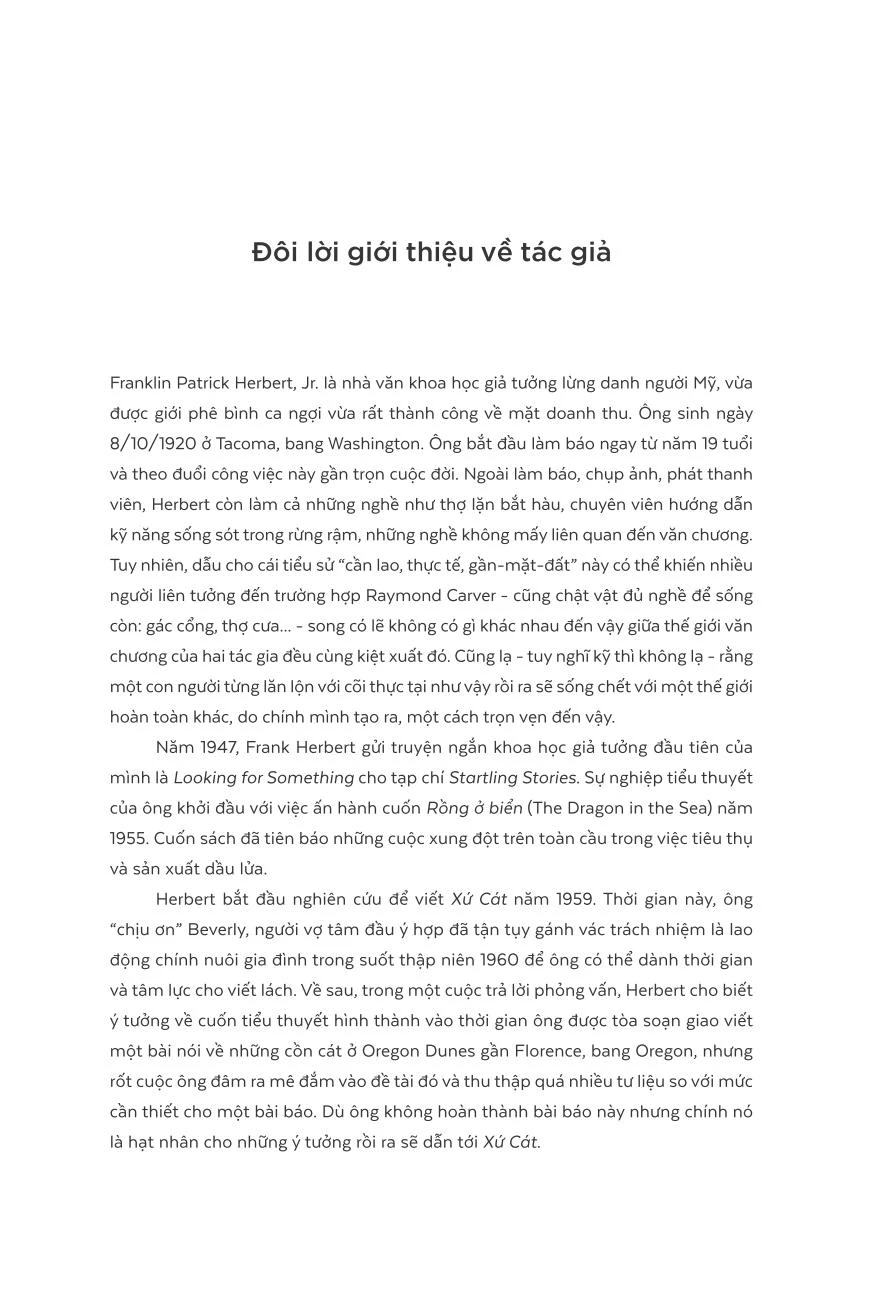 Đôi lời giới thiệu về tác giả
Franklin Patrick Herbert, Jr. là nhà văn khoa học giả tưởng lừng danh người Mỹ, vừa
được giới phê bình ca ngợi vừa rất thành công về mặt doanh thu. Ông sinh ngày
8/10/1920 ở Tacoma, bang Washington. Ông bắt đầu làm báo ngay từ năm 19 tuổi
và theo đuổi công việc này gần trọn cuộc đời. Ngoài làm báo, chụp ảnh, phát thanh
viên, Herbert còn làm cả những nghề như thợ lặn bắt hàu, chuyên viên hướng dẫn
kỹ năng sống sót trong rừng rậm, những nghề không mấy liên quan đến văn chương.
Tuy nhiên, dẫu cho cái tiểu sử “cần lao, thực tế, gần-mặt-đất” này có thể khiến nhiều
người liên tưởng đến trường hợp Raymond Carver - cũng chật vật đủ nghề để sống
còn: gác cổng, thợ cưa... - song có lẽ không có gì khác nhau đến vậy giữa thế giới văn
chương của hai tác gia đều cùng kiệt xuất đó. Cũng lạ - tuy nghĩ kỹ thì không lạ - rằng
một con người từng lăn lộn với cõi thực tại như vậy rồi ra sẽ sống chết với một thế giới
hoàn toàn khác, do chính mình tạo ra, một cách trọn vẹn đến vậy.
Năm 1947, Frank Herbert gửi truyện ngắn khoa học giả tưởng đầu tiên của
mình là Looking for Something cho tạp chí Startling Stories. Sự nghiệp tiểu thuyết
của ông khởi đầu với việc ấn hành cuốn Rồng ở biển (The Dragon in the Sea) năm
1955. Cuốn sách đã tiên báo những cuộc xung đột trên toàn cầu trong việc tiêu thụ
và sản xuất dầu lửa.
Herbert bắt đầu nghiên cứu để viết Xứ Cát năm 1959. Thời gian này, ông
“chịu ơn” Beverly, người vợ tâm đầu ý hợp đã tận tụy gánh vác trách nhiệm là lao
động chính nuôi gia đình trong suốt thập niên 1960 để ông có thể dành thời gian
và tâm lực cho viết lách. Về sau, trong một cuộc trả lời phỏng vấn, Herbert cho biết
ý tưởng về cuốn tiểu thuyết hình thành vào thời gian ông được tòa soạn giao viết
một bài nói về những cồn cát ở Oregon Dunes gần Florence, bang Oregon, nhưng
rốt cuộc ông đâm ra mê đắm vào đề tài đó và thu thập quá nhiều tư liệu so với mức
cần thiết cho một bài báo. Dù ông không hoàn thành bài báo này nhưng chính nó
là hạt nhân cho những ý tưởng rồi ra sẽ dẫn tới Xứ Cát.